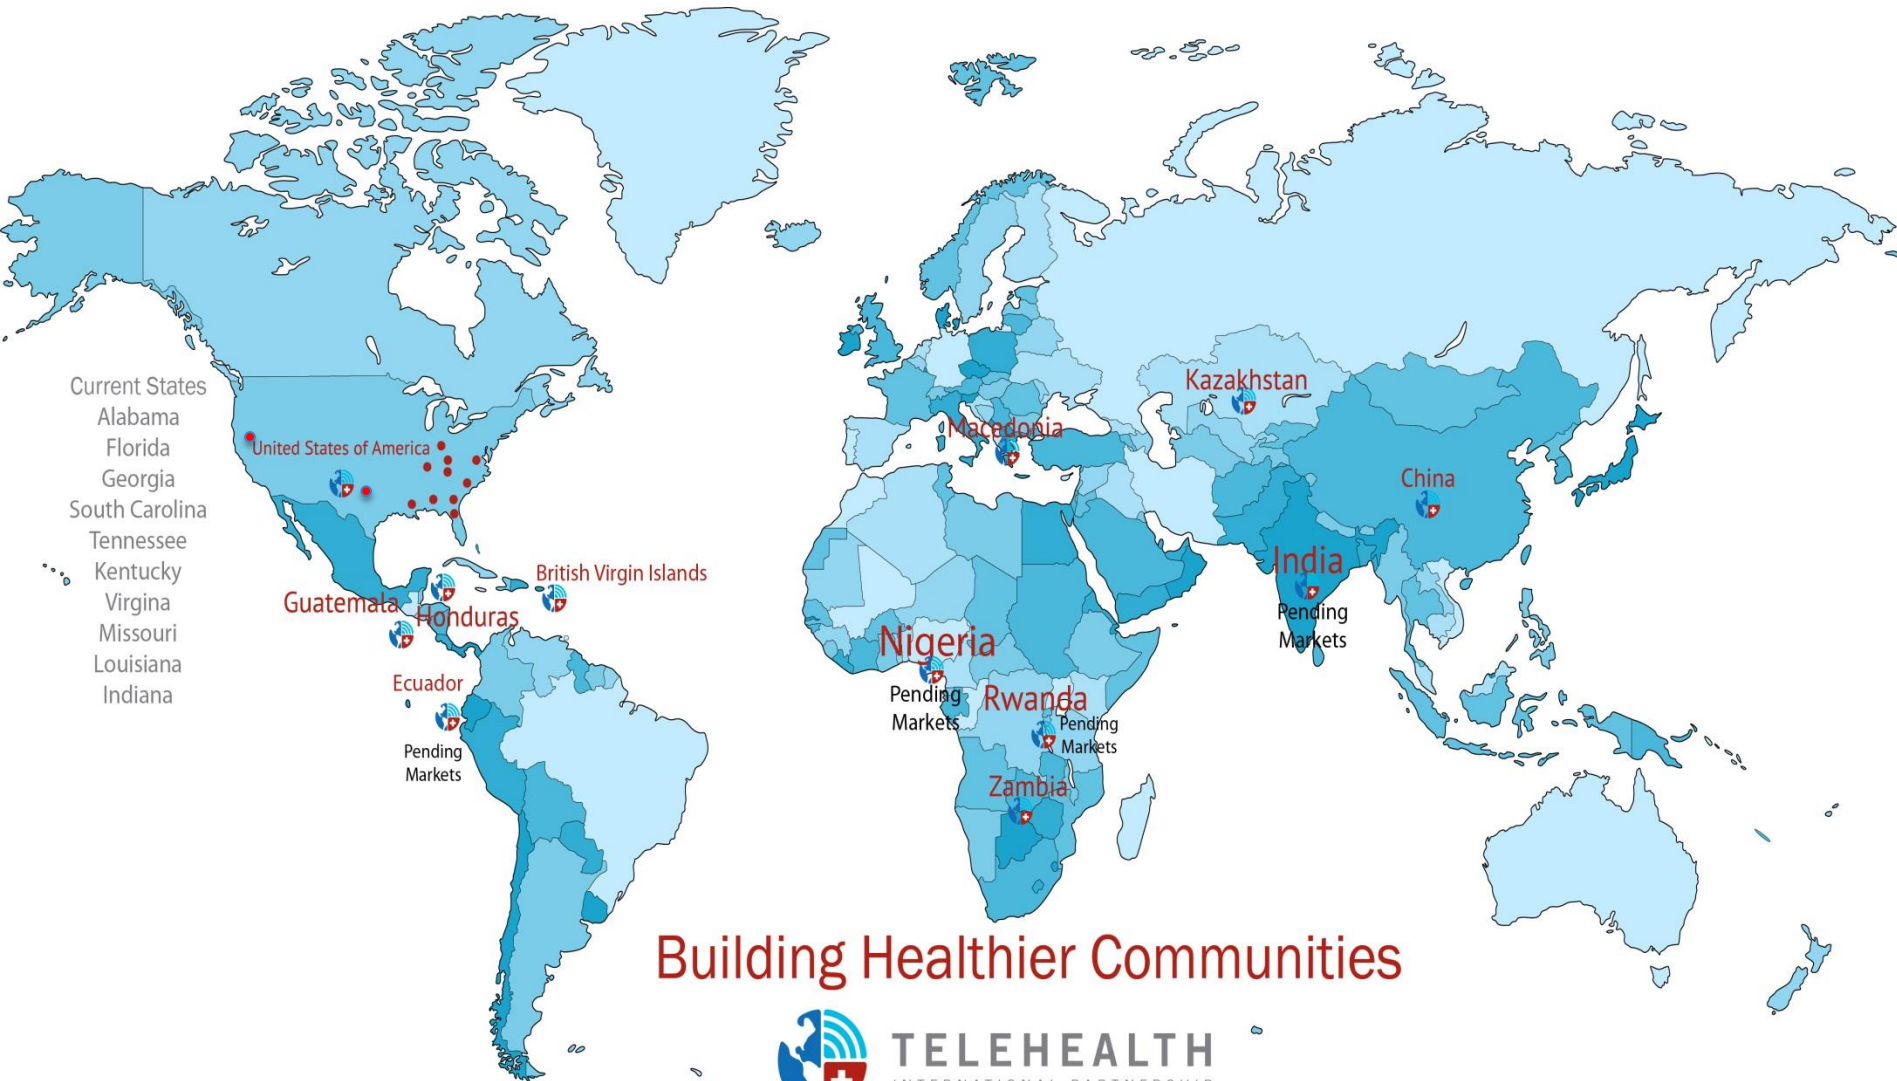 Current States
Alabama
Florida
Georgia
South Carolina
Tennessee
Kentucky
Virgina
Missouri
Louisiana
Indiana
United States of America
Guatemala
Honduras
British Virgin Islands
Ecuador
Pending
Markets
Macedonia
Kazakhstan
China
India
Pending
Markets
Nigeria
Pending
Markets
Rwanda
Pending
Markets
Zambia
Building Healthier Communities
TELEHEALTH
INTERNATIONAL PARTNERSHIP